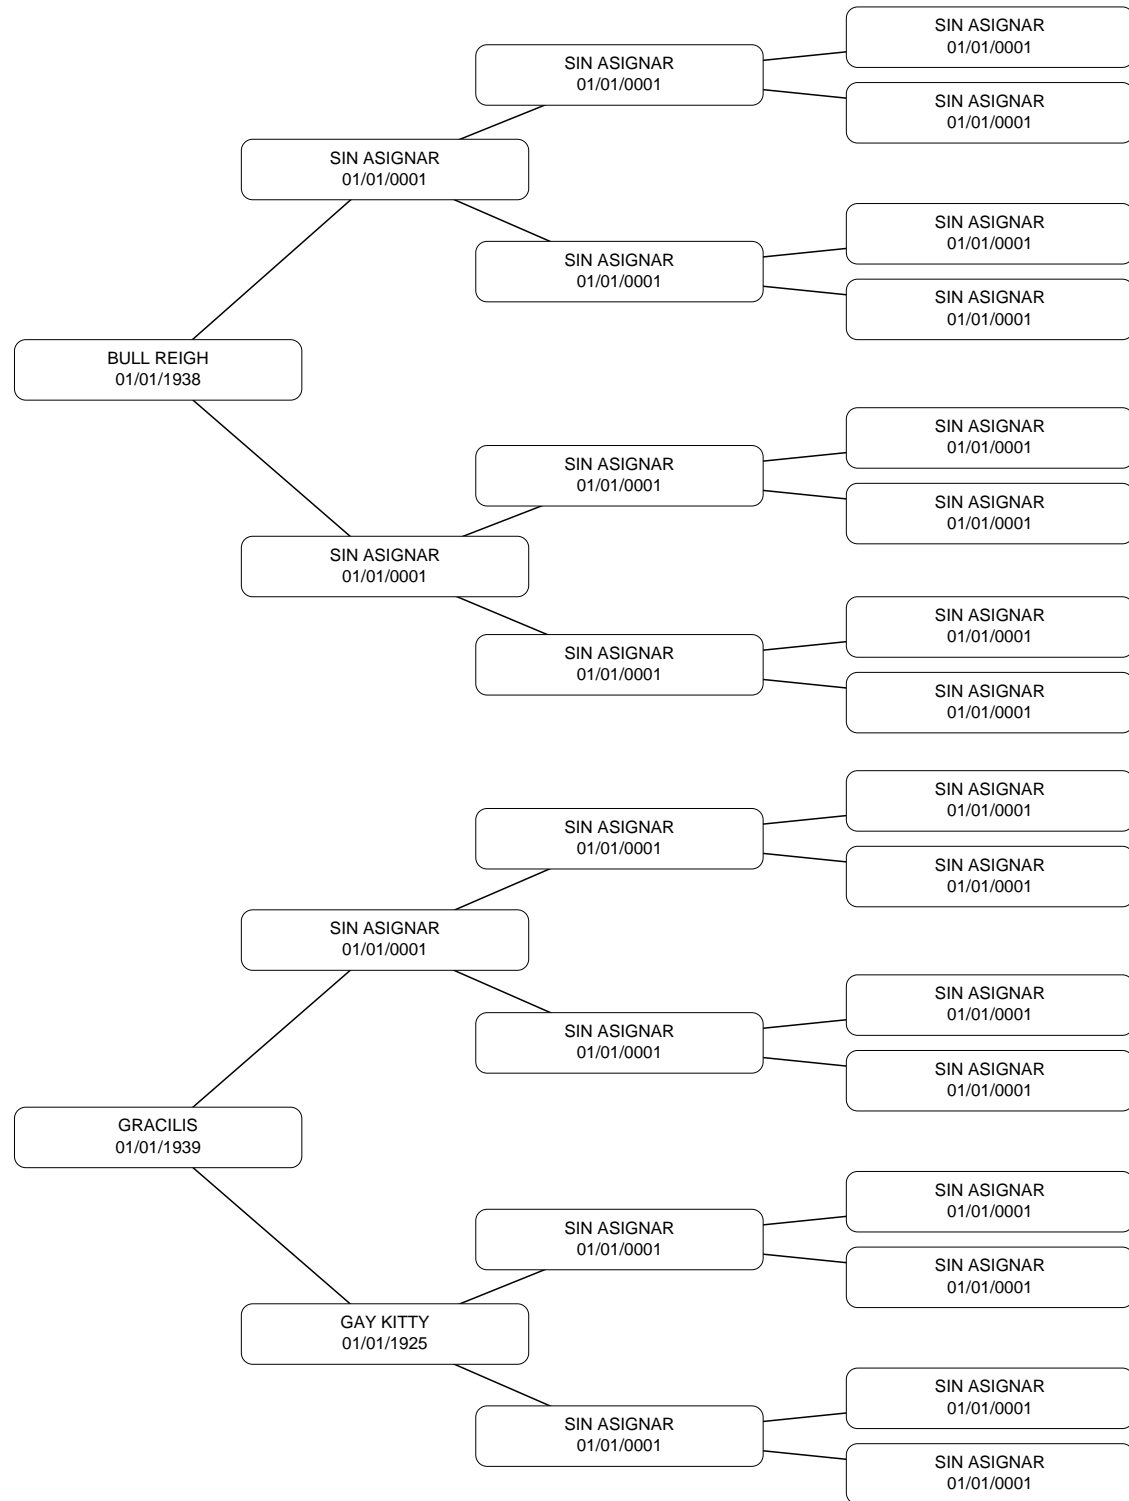 SIN ASIGNAR
01/01/0001
SIN ASIGNAR
01/01/0001
SIN ASIGNAR
01/01/0001
SIN ASIGNAR
01/01/0001
SIN ASIGNAR
01/01/0001
SIN ASIGNAR
01/01/0001
SIN ASIGNAR
01/01/0001
BULL REIGH
01/01/1938
SIN ASIGNAR
01/01/0001
SIN ASIGNAR
01/01/0001
SIN ASIGNAR
01/01/0001
SIN ASIGNAR
01/01/0001
SIN ASIGNAR
01/01/0001
SIN ASIGNAR
01/01/0001
SIN ASIGNAR
01/01/0001
SIN ASIGNAR
01/01/0001
SIN ASIGNAR
01/01/0001
SIN ASIGNAR
01/01/0001
SIN ASIGNAR
01/01/0001
SIN ASIGNAR
01/01/0001
SIN ASIGNAR
01/01/0001
SIN ASIGNAR
01/01/0001
GRACILIS
01/01/1939
SIN ASIGNAR
01/01/0001
SIN ASIGNAR
01/01/0001
SIN ASIGNAR
01/01/0001
GAY KITTY
01/01/1925
SIN ASIGNAR
01/01/0001
SIN ASIGNAR
01/01/0001
SIN ASIGNAR
01/01/0001